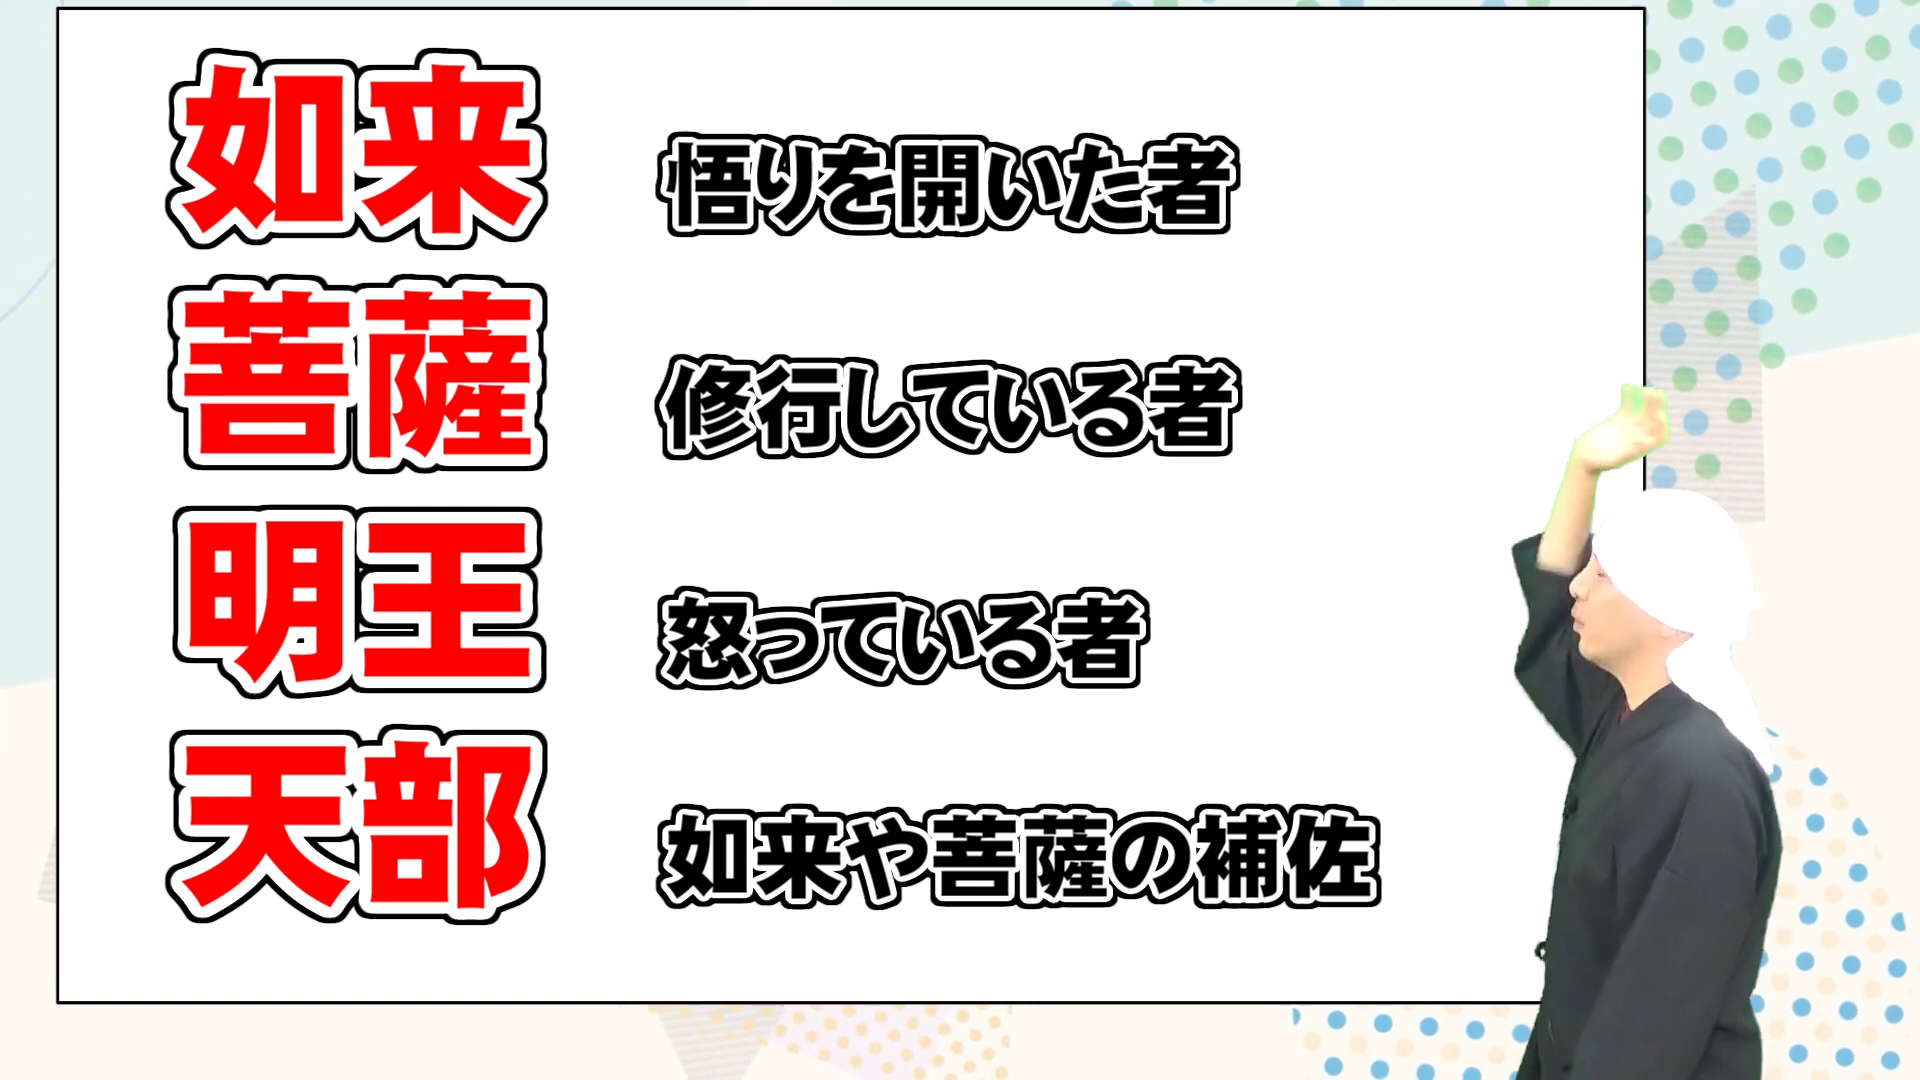 如来 悟りを開いた者
菩薩 修行している者
明王 怒っている者
天部 如来や菩薩の補佐